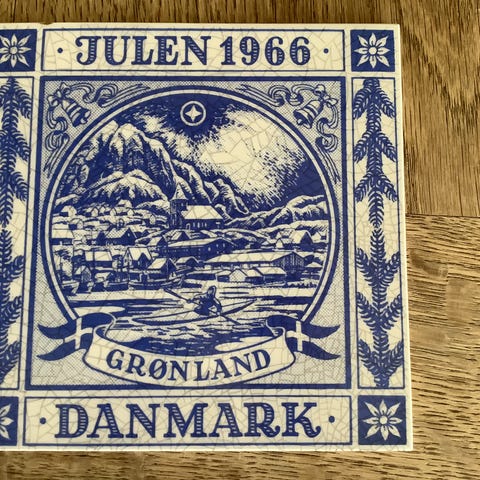 · JULEN 1966 ·
GRØNLAND
· DANMARK ·